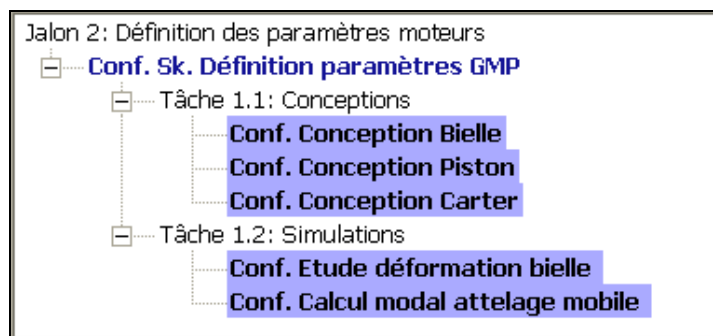 Jalon 2: Définition des paramètres moteurs
Conf. Sk. Définition paramètres GMP
Tâche 1.1: Conceptions
Conf. Conception Bielle
Conf. Conception Piston
Conf. Conception Carter
Tâche 1.2: Simulations
Conf. Etude déformation bielle
Conf. Calcul modal attelage mobile